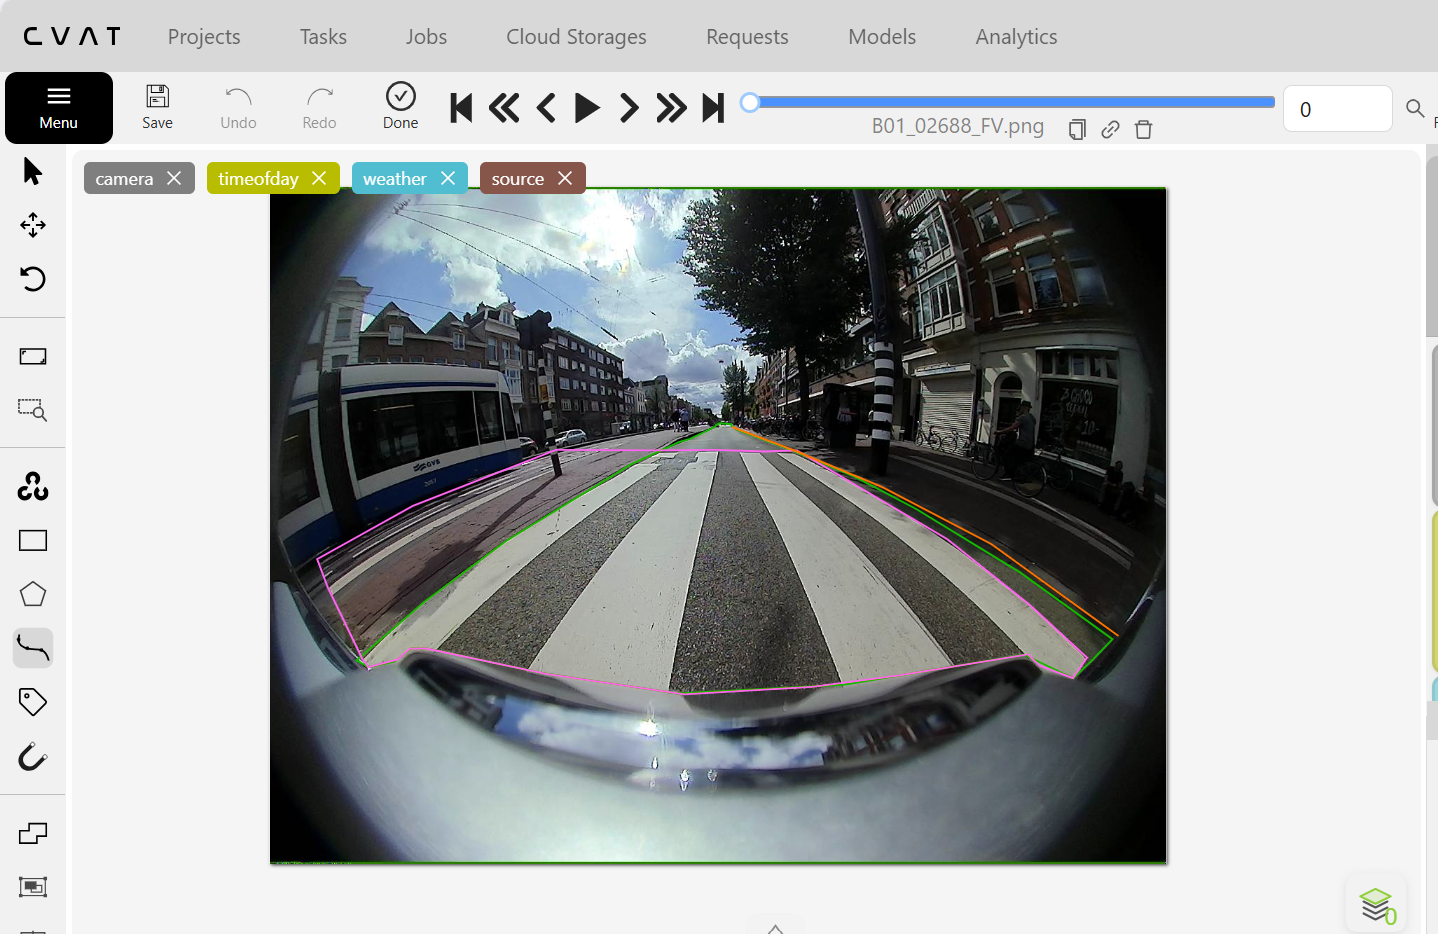 CVAT
Projects
Tasks
Jobs
Cloud Storages
Requests
Models
Analytics
Menu
Save
Undo
Redo
Done
B01_02688_FV.png
0
camera
timeofday
weather
source
GVB
0